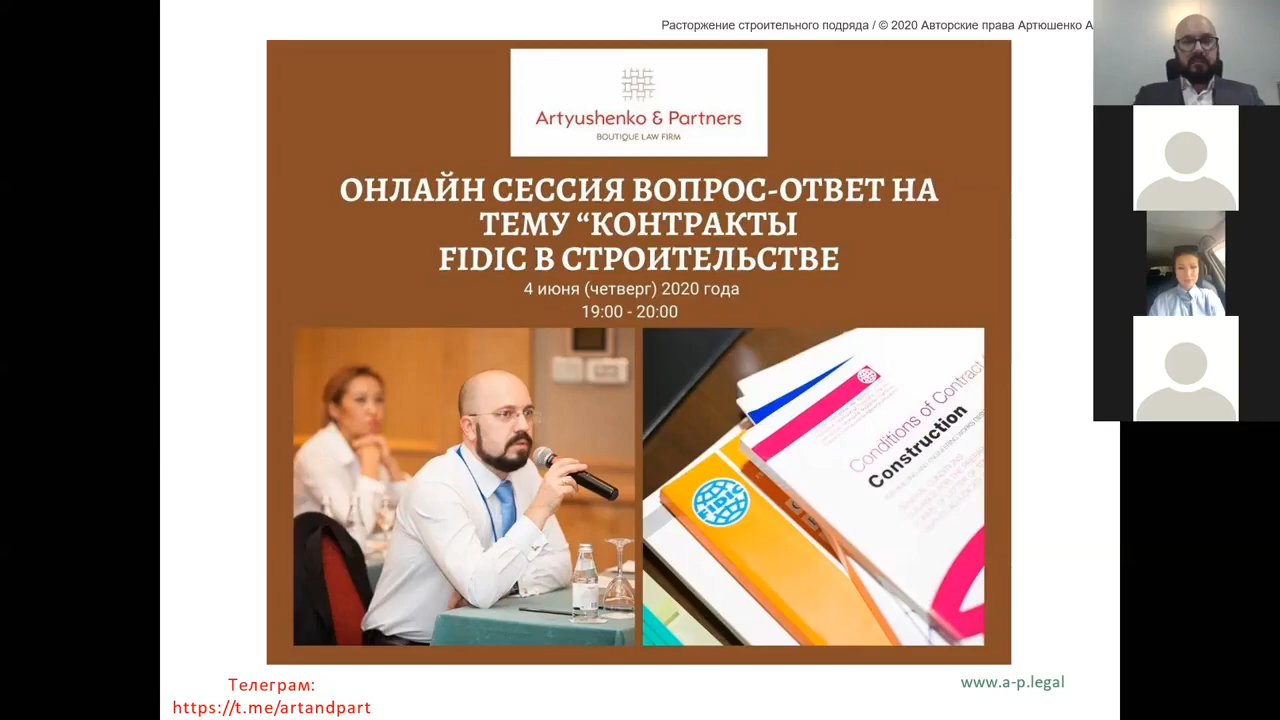 Расторжение строительного подряда / © 2020 Авторские права Артюшенко А
Artyushenko & Partners
BOUTIQUE LAW FIRM
ОНЛАЙН СЕССИЯ ВОПРОС-ОТВЕТ НА
ТЕМУ “КОНТРАКТЫ
FIDIC В СТРОИТЕЛЬСТВЕ
4 июня (четверг) 2020 года
19:00 - 20:00
Conditions of Contract
Construction
FIDIC
Телеграм:
https://t.me/artandpart
www.a-p.legal